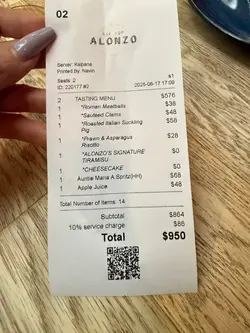 02
ALONZO
Server: Kalpana
Printed By: Navin
Seats: 2
#1
ID: 220177 #2
2025-06-17 17:09
2 TASTING MENU $576
1 *Roman Meatballs $38
1 *Sauteed Clams $48
1 *Roasted Italian Suckling $58
Pig
1 *Prawn & Asparagus $28
Risotto
1 *ALONZO'S SIGNATURE $0
TIRAMISU
1 *CHEESECAKE $0
1 Auntie Maria A.Spritz(HH) $68
1 Apple Juice $48
Total Number of Items: 14
Subtotal $864
10% service charge $86
Total $950